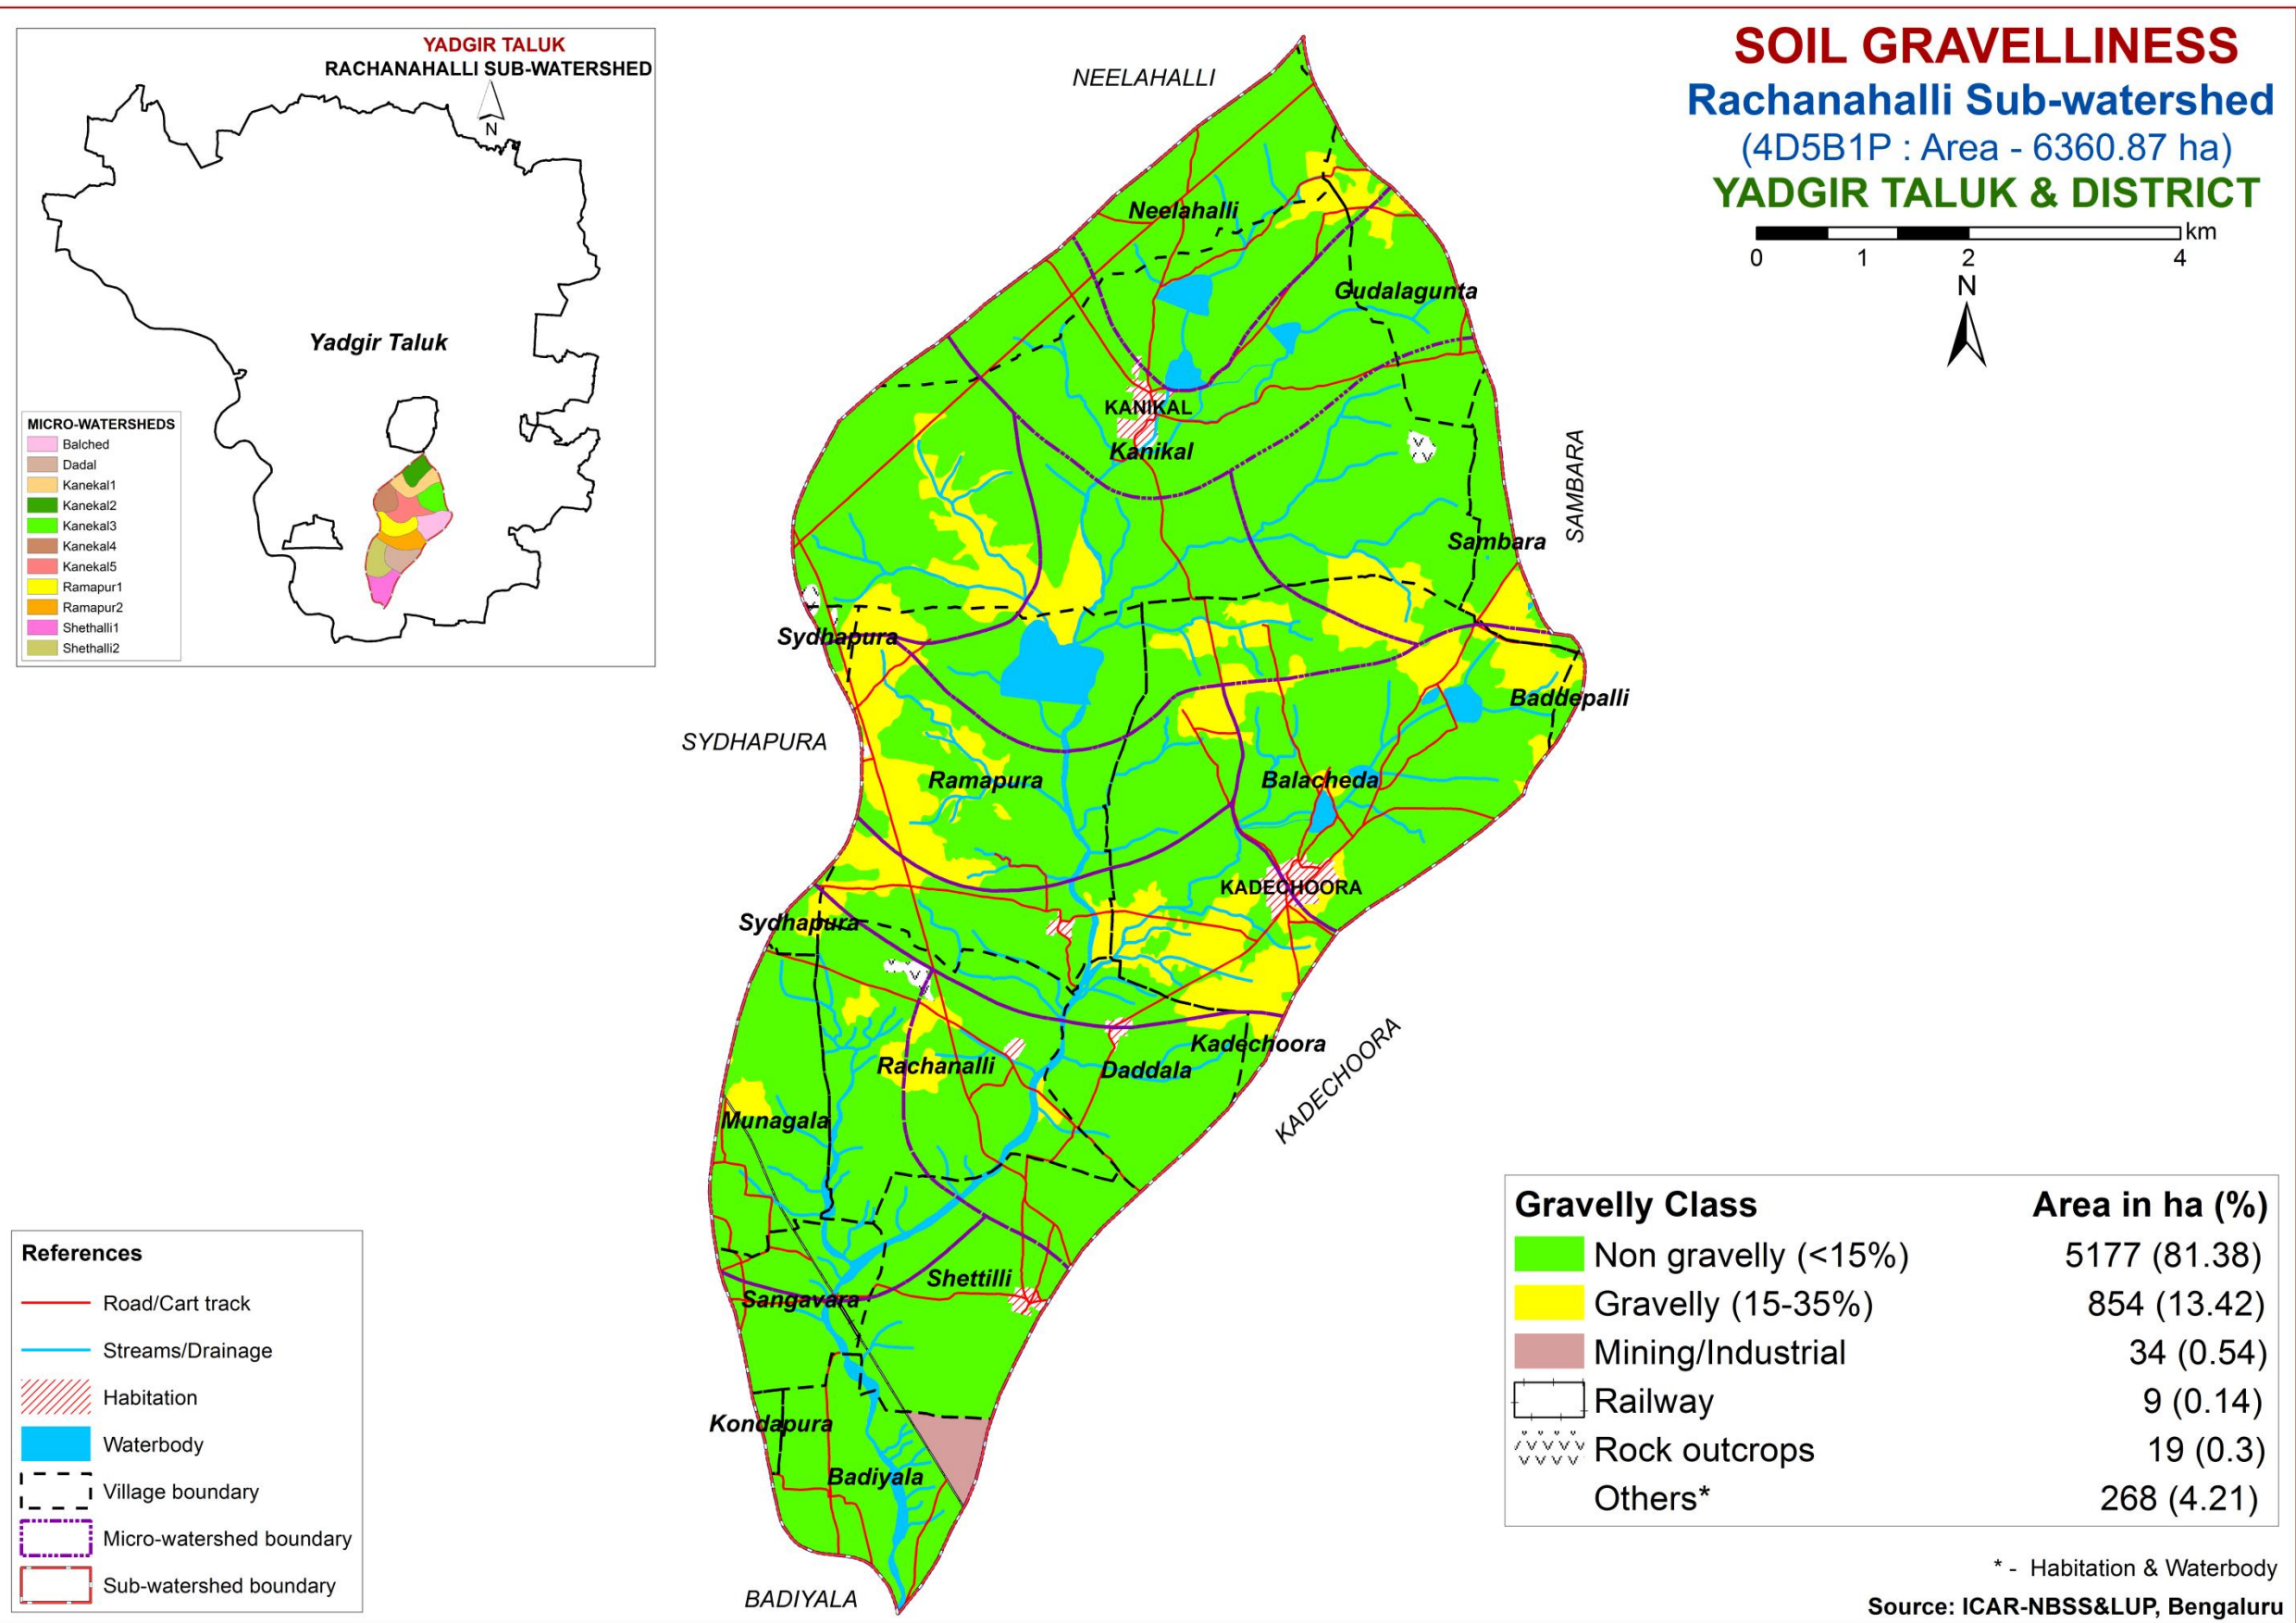 SOIL GRAVELLINESS
Rachanahalli Sub-watershed
(4D5B1P : Area - 6360.87 ha)
YADGIR TALUK & DISTRICT
km
0 1 2 4
N
YADGIR TALUK
RACHANAHALLI SUB-WATERSHED
N
Yadgir Taluk
MICRO-WATERSHEDS
Balched
Dadal
Kanekal1
Kanekal2
Kanekal3
Kanekal4
Kanekal5
Ramapur1
Ramapur2
Shethalli1
Shethalli2
NEELAHALLI
Neelahalli
Gudalagunta
KANIKAL
Kanikal
SAMBARA
Sambara
Sydhapura
Baddepalli
SYDHAPURA
Ramapura
Balacheda
KADECHOORA
Sydhapura
Kadechoora
Rachanalli
Daddala
KADECHOORA
Munagala
Shettilli
Sangavara
Kondapura
Badiyala
BADIYALA
References
Road/Cart track
Streams/Drainage
Habitation
Waterbody
Village boundary
Micro-watershed boundary
Sub-watershed boundary
Gravelly Class Area in ha (%)
Non gravelly (<15%) 5177 (81.38)
Gravelly (15-35%) 854 (13.42)
Mining/Industrial 34 (0.54)
Railway 9 (0.14)
Rock outcrops 19 (0.3)
Others* 268 (4.21)
* - Habitation & Waterbody
Source: ICAR-NBSS&LUP, Bengaluru